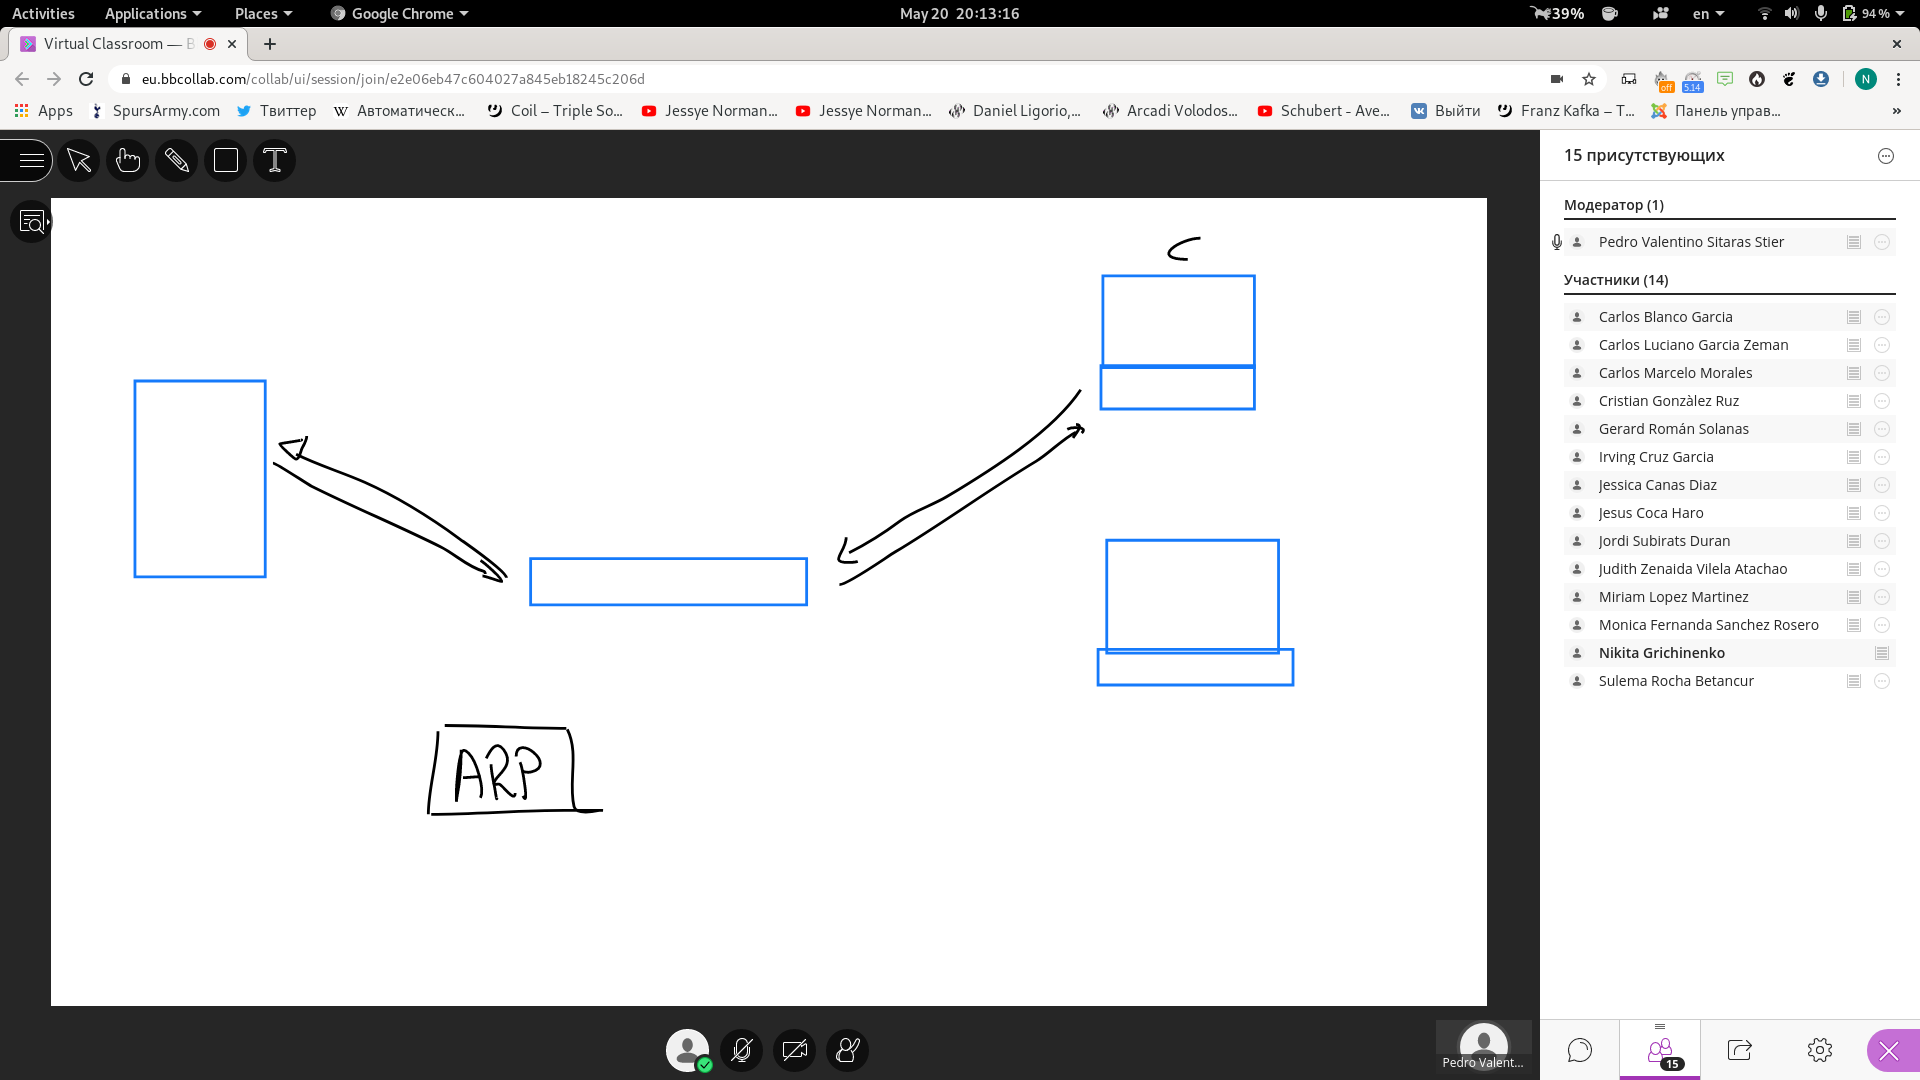 Activities Applications Places Google Chrome May 20 20:13:16 39% en 94 %
Virtual Classroom — B
eu.bbcollab.com/collab/ui/session/join/e2e06eb47c604027a845eb18245c206d off 5.14 N
Apps SpursArmy.com Твиттер Автоматическ... Coil – Triple So... Jessye Norman... Jessye Norman... Daniel Ligorio,... Arcadi Volodos... Schubert - Ave... Выйти Franz Kafka – T... Панель управ... »
T
15 присутствующих
Модератор (1)
Pedro Valentino Sitaras Stier
Участники (14)
Carlos Blanco Garcia
Carlos Luciano Garcia Zeman
Carlos Marcelo Morales
Cristian Gonzàlez Ruz
Gerard Román Solanas
Irving Cruz Garcia
Jessica Canas Diaz
Jesus Coca Haro
Jordi Subirats Duran
Judith Zenaida Vilela Atachao
Miriam Lopez Martinez
Monica Fernanda Sanchez Rosero
Nikita Grichinenko
Sulema Rocha Betancur
C
ARP
Pedro Valent...
15